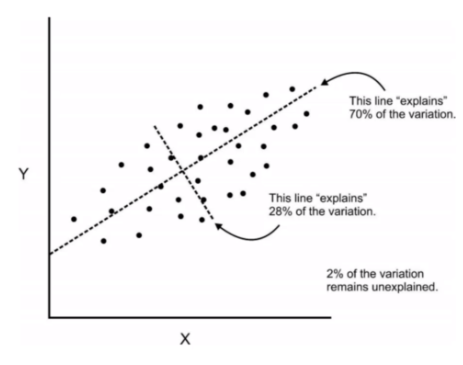 This line “explains”
70% of the variation.
Y
This line “explains”
28% of the variation.
2% of the variation
remains unexplained.
X